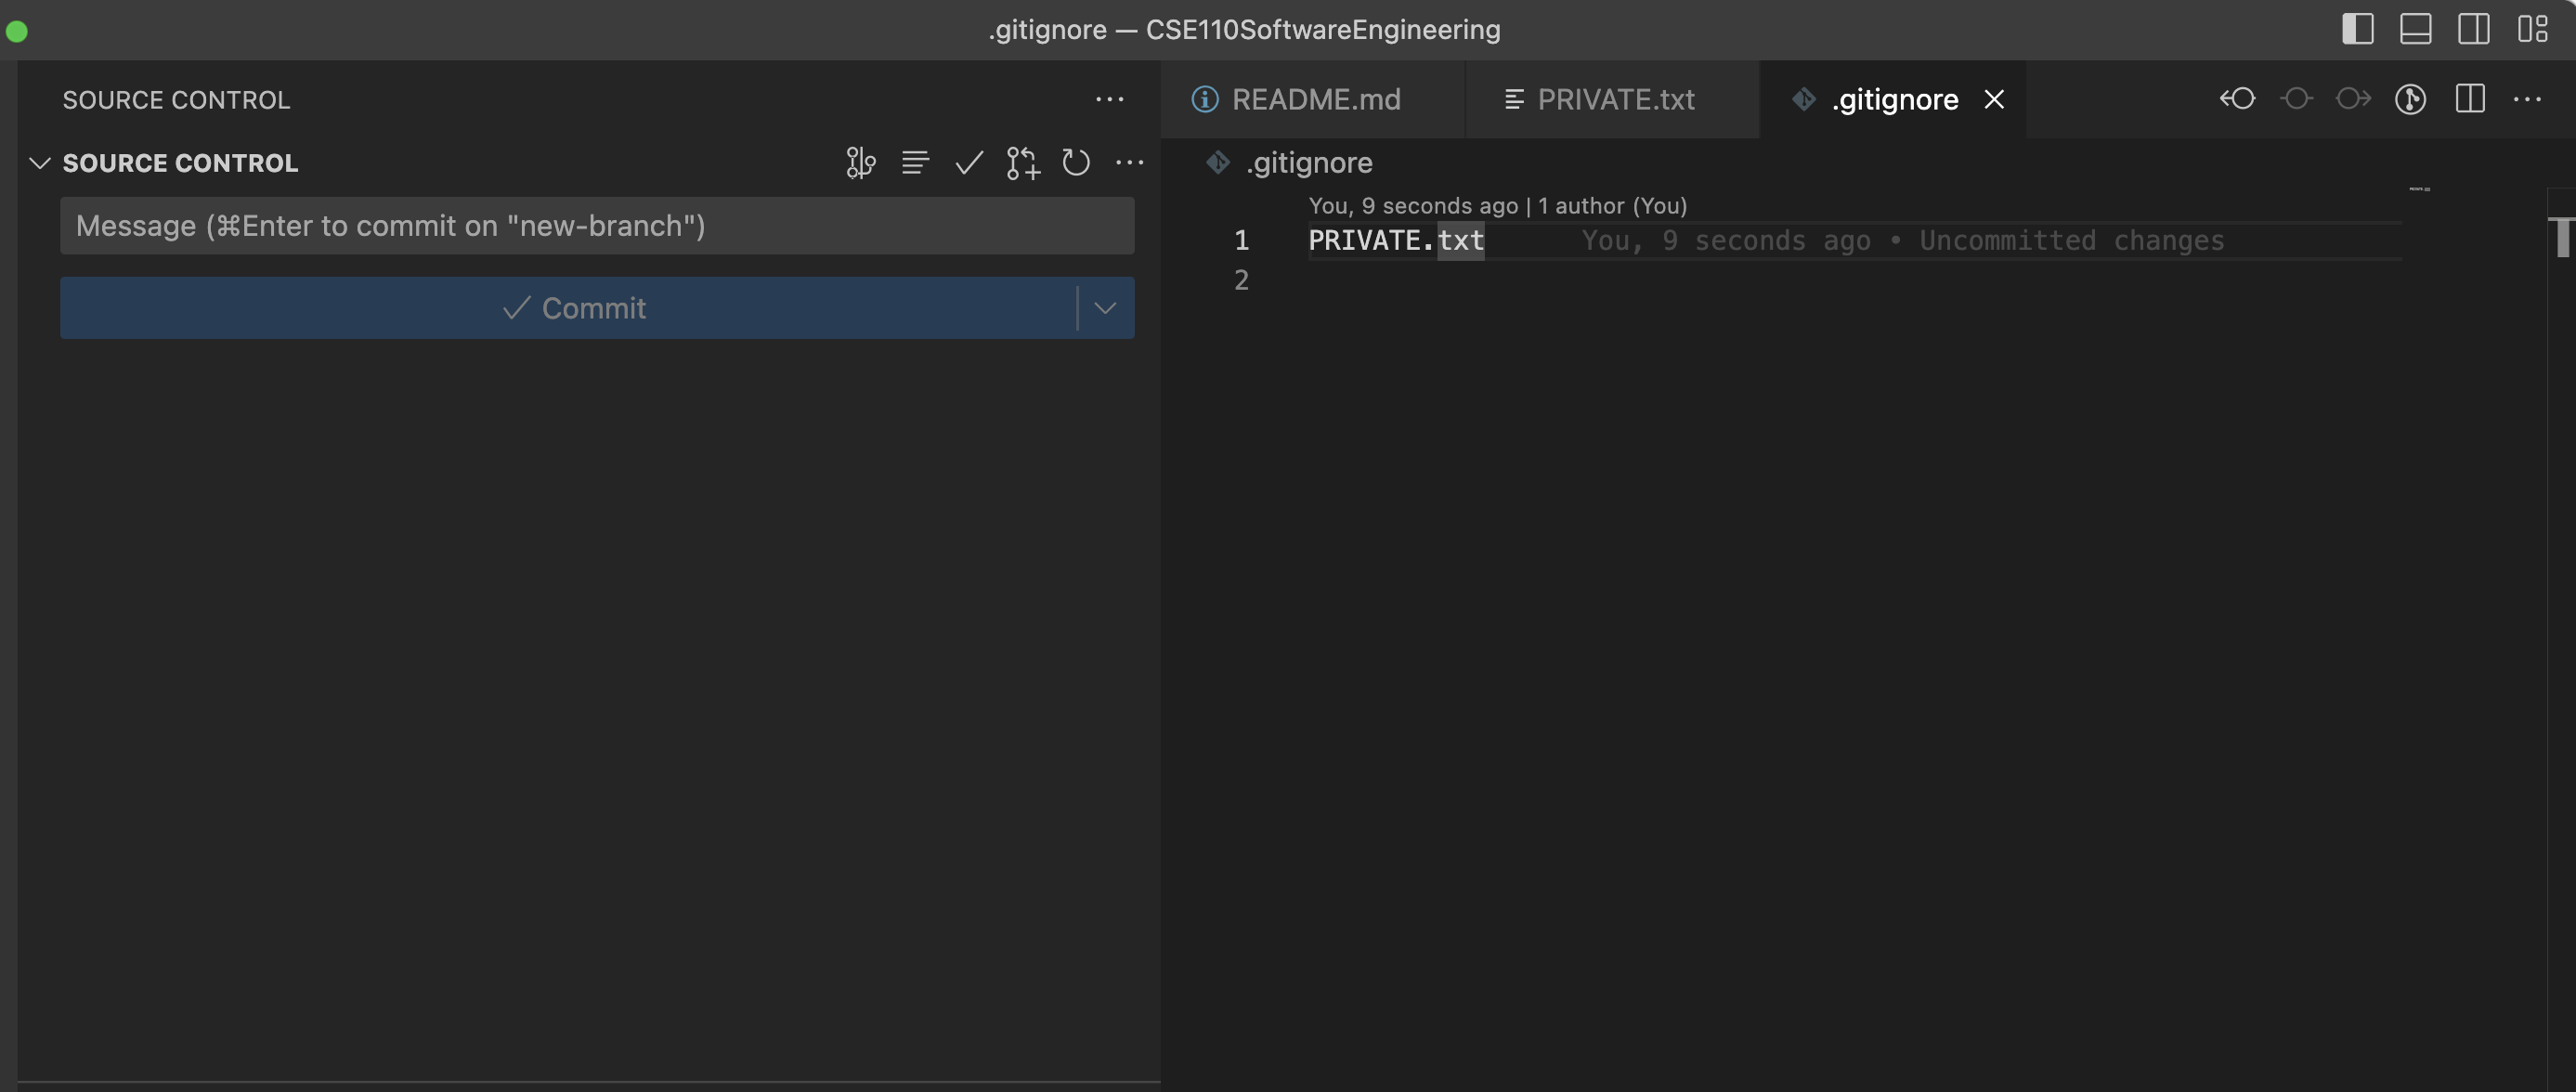 .gitignore — CSE110SoftwareEngineering
SOURCE CONTROL
README.md
PRIVATE.txt
.gitignore
SOURCE CONTROL
.gitignore
Message (⌘Enter to commit on "new-branch")
Commit
You, 9 seconds ago | 1 author (You)
1 PRIVATE.txt You, 9 seconds ago • Uncommitted changes
2